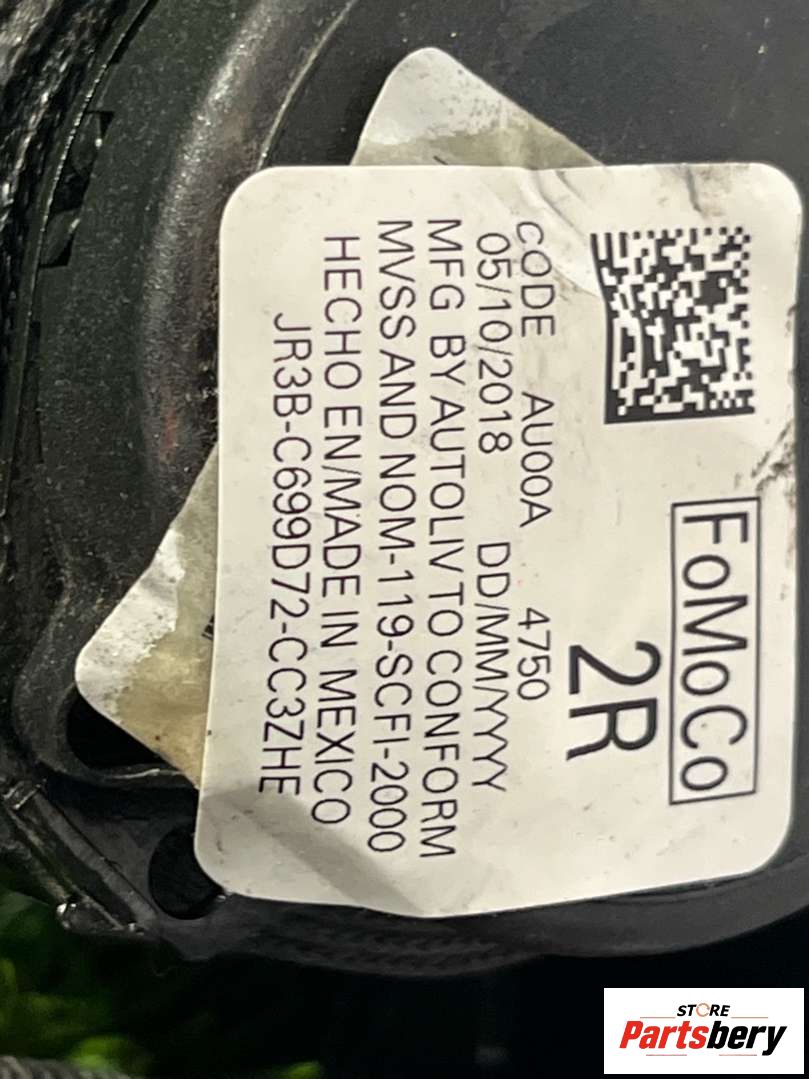 FoMoCo
2R
CODE AU00A 4750
05/10/2018 DD/MM/YYYY
MFG BY AUTOLIV TO CONFORM
MVSS AND NOM-119-SCFI-2000
HECHO EN/MADE IN MEXICO
JR3B-C699D72-CC3ZHE
STORE
Partsbery